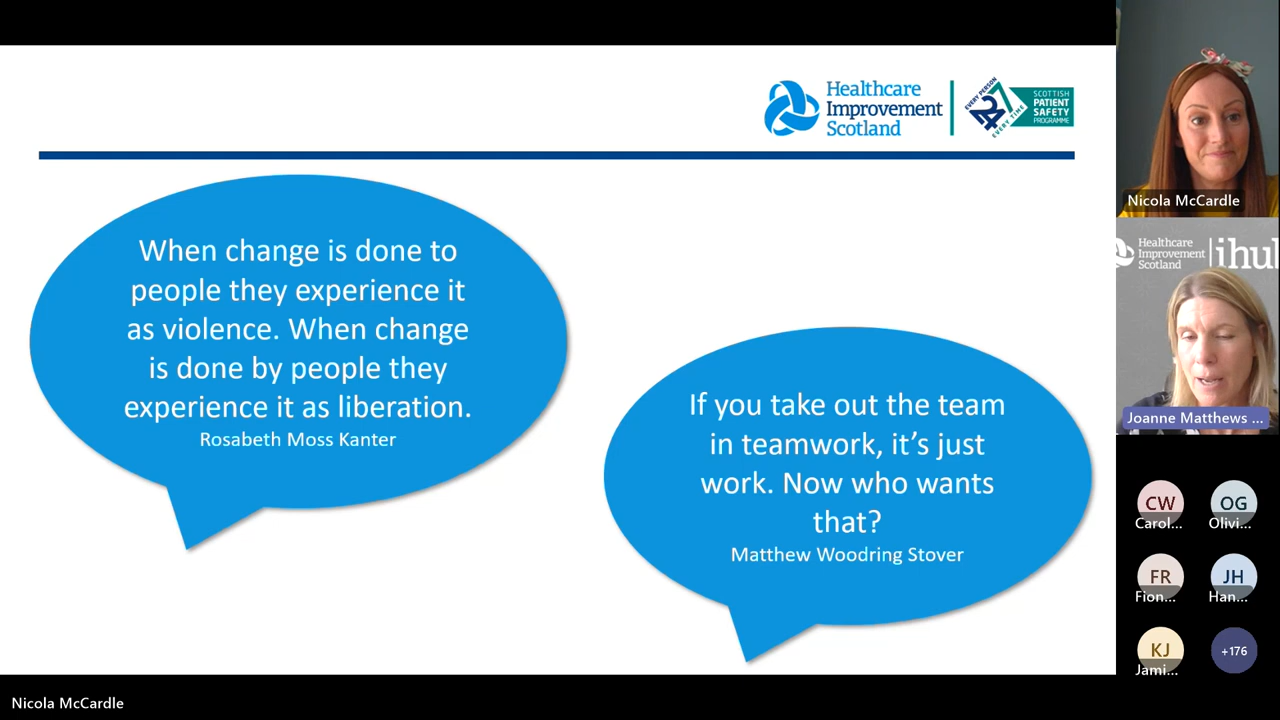 Healthcare
Improvement
Scotland
EVERY PERSON
EVERY TIME
24
SCOTTISH
PATIENT
SAFETY
PROGRAMME
When change is done to
people they experience it
as violence. When change
is done by people they
experience it as liberation.
Rosabeth Moss Kanter
If you take out the team
in teamwork, it’s just
work. Now who wants
that?
Matthew Woodring Stover
Nicola McCardle
Healthcare
Improvement
Scotland
ihub
Joanne Matthews ...
CW
Carol...
OG
Olivi...
FR
Fion...
JH
Han...
KJ
Jami...
+176
Nicola McCardle